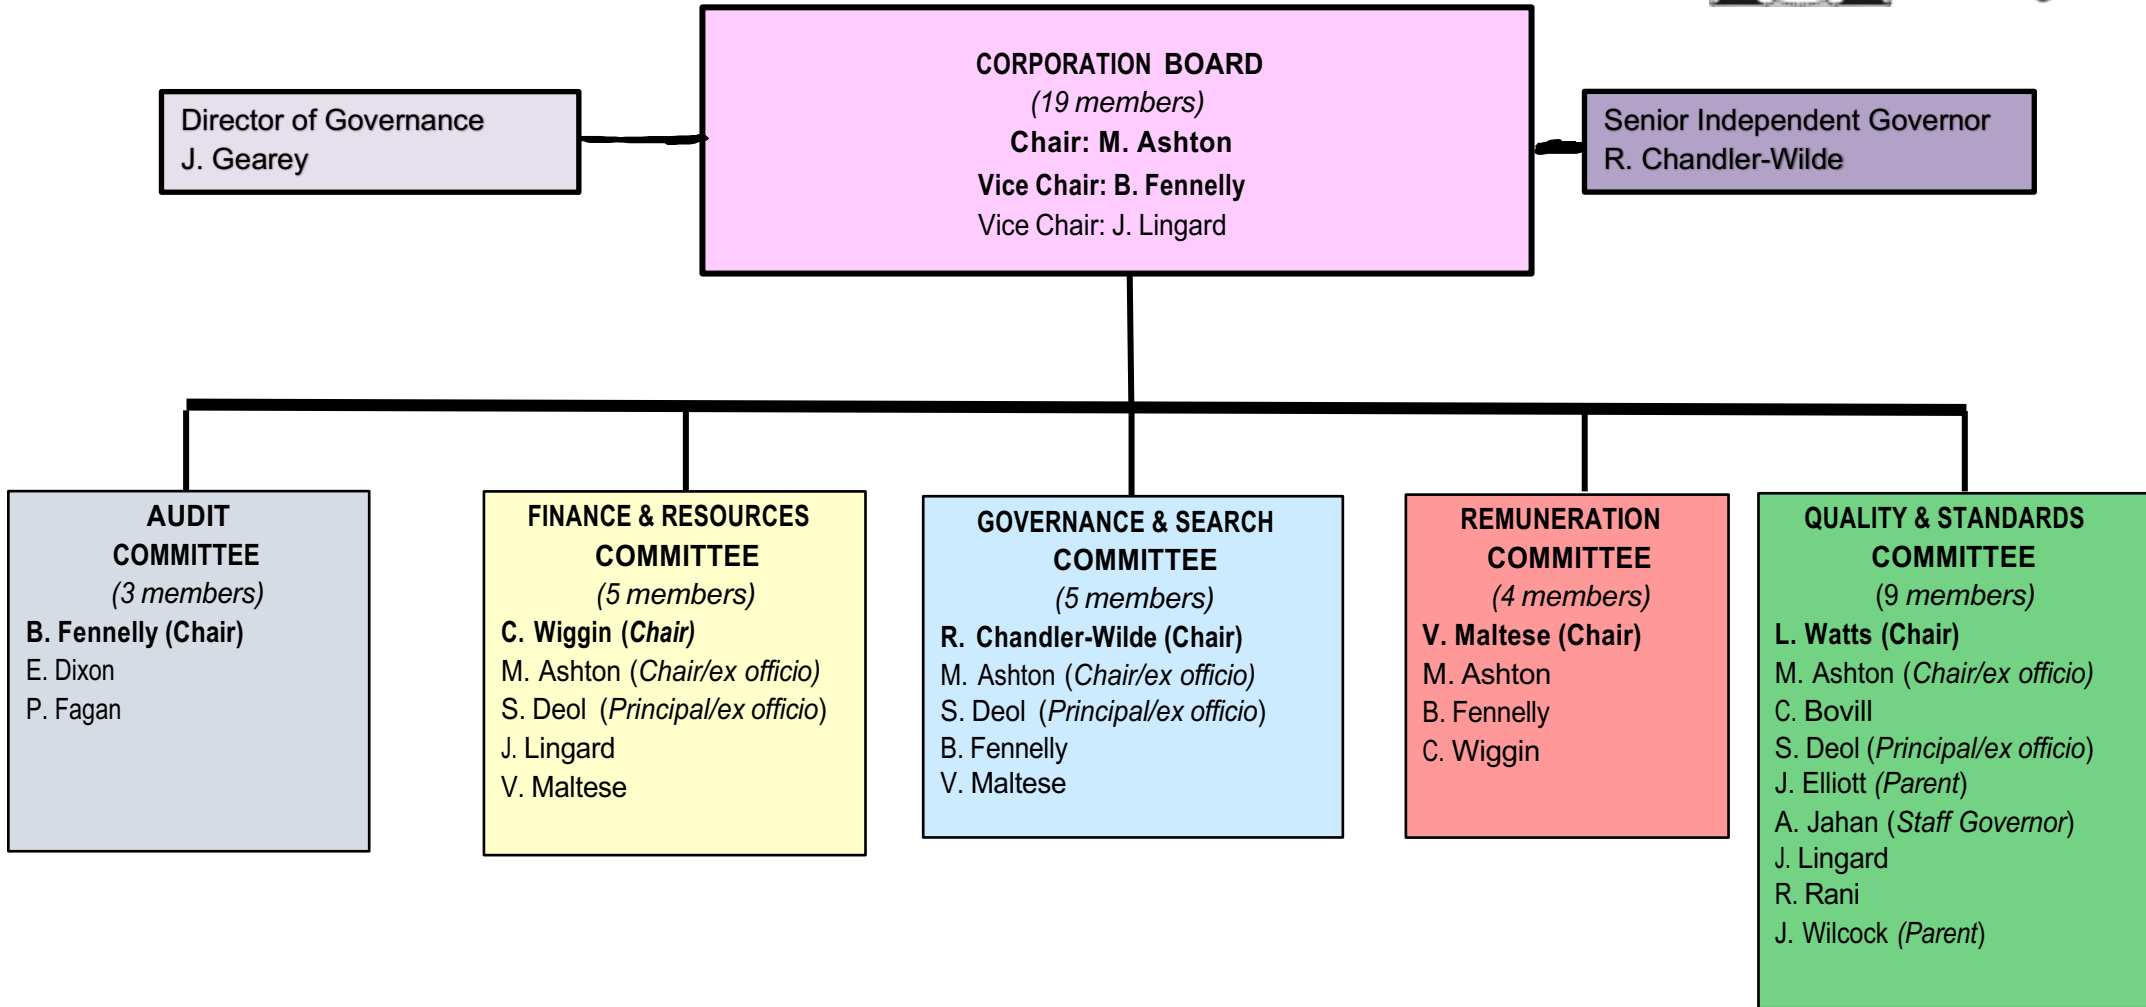 CORPORATION BOARD
(19 members)
Chair: M. Ashton
Vice Chair: B. Fennelly
Vice Chair: J. Lingard
Director of Governance
J. Gearey
Senior Independent Governor
R. Chandler-Wilde
AUDIT
COMMITTEE
(3 members)
B. Fennelly (Chair)
E. Dixon
P. Fagan
FINANCE & RESOURCES
COMMITTEE
(5 members)
C. Wiggin (Chair)
M. Ashton (Chair/ex officio)
S. Deol (Principal/ex officio)
J. Lingard
V. Maltese
GOVERNANCE & SEARCH
COMMITTEE
(5 members)
R. Chandler-Wilde (Chair)
M. Ashton (Chair/ex officio)
S. Deol (Principal/ex officio)
B. Fennelly
V. Maltese
REMUNERATION
COMMITTEE
(4 members)
V. Maltese (Chair)
M. Ashton
B. Fennelly
C. Wiggin
QUALITY & STANDARDS
COMMITTEE
(9 members)
L. Watts (Chair)
M. Ashton (Chair/ex officio)
C. Bovill
S. Deol (Principal/ex officio)
J. Elliott (Parent)
A. Jahan (Staff Governor)
J. Lingard
R. Rani
J. Wilcock (Parent)